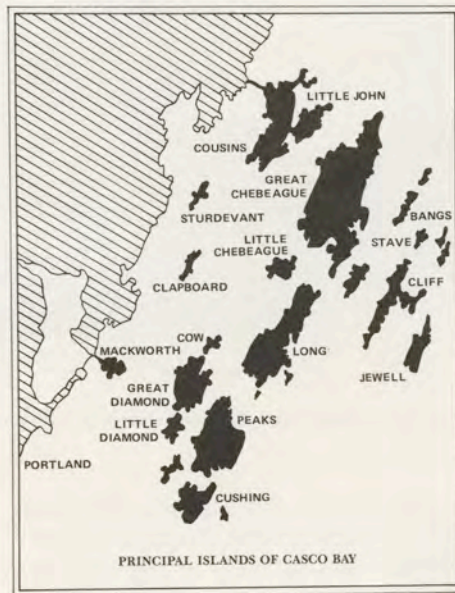 LITTLE JOHN
COUSINS
GREAT
CHEBEAGUE
STURDEVANT
BANGS
STAVE
LITTLE
CHEBEAGUE
CLAPBOARD
CLIFF
COW
MACKWORTH
LONG
JEWELL
GREAT
DIAMOND
LITTLE
DIAMOND
PEAKS
PORTLAND
CUSHING
PRINCIPAL ISLANDS OF CASCO BAY